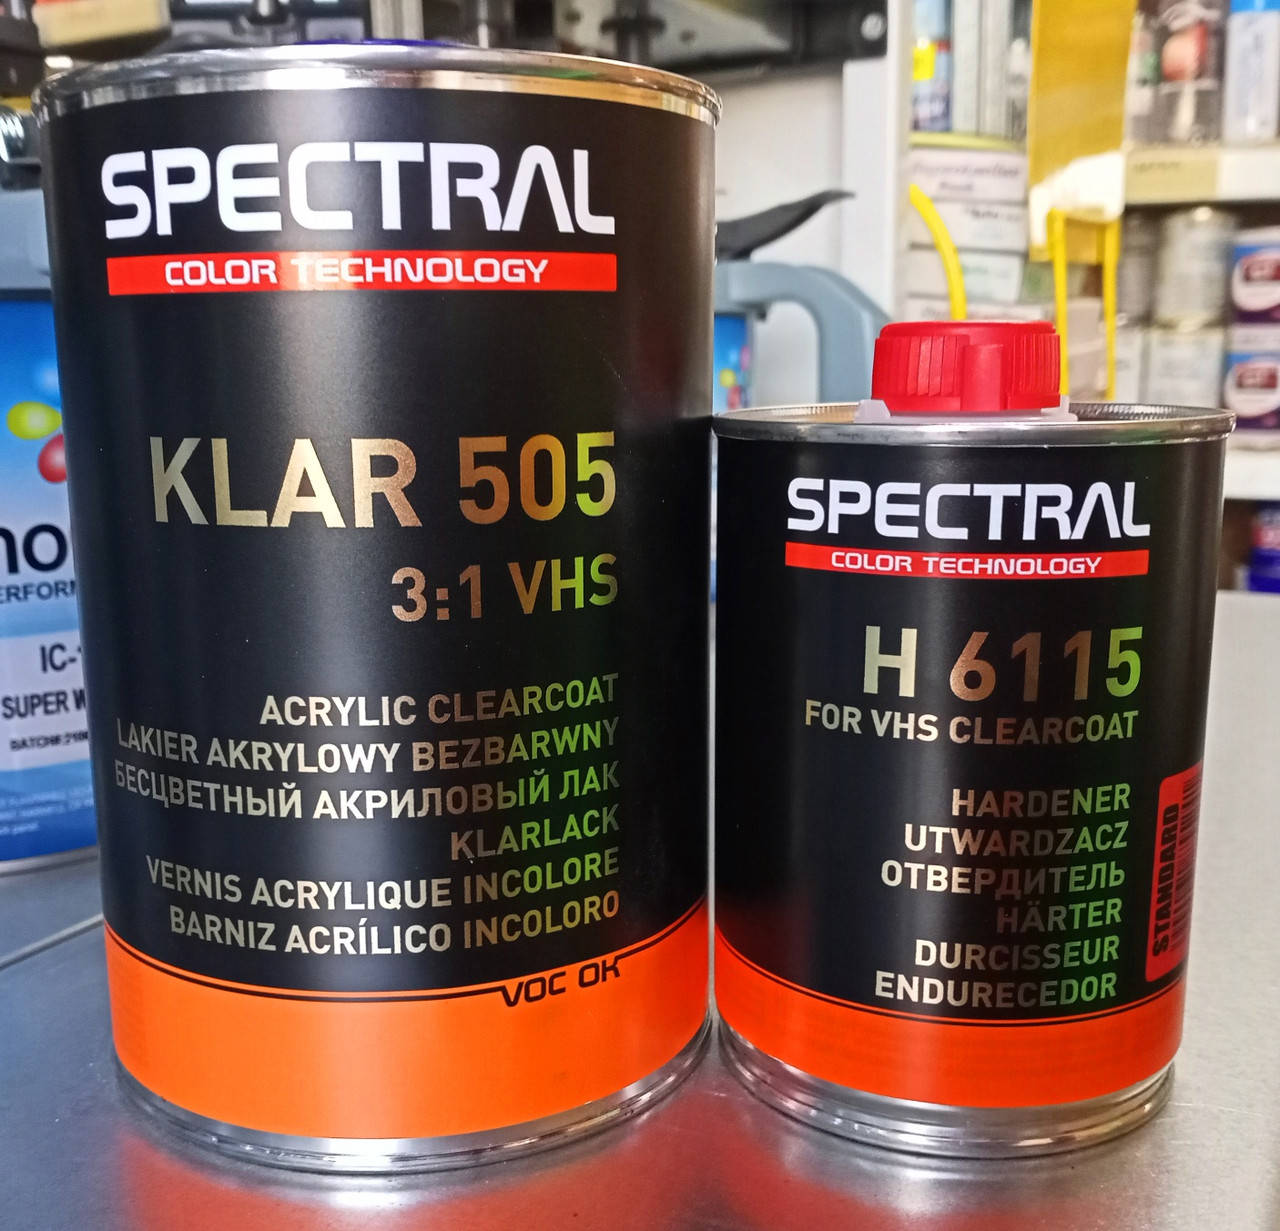 SPECTRAL
COLOR TECHNOLOGY
KLAR 505
3:1 VHS
ACRYLIC CLEARCOAT
LAKIER AKRYLOWY BEZBARWNY
БЕСЦВЕТНЫЙ АКРИЛОВЫЙ ЛАК
KLARLACK
VERNIS ACRYLIQUE INCOLORE
BARNIZ ACRÍLICO INCOLORO
VOC OK
SPECTRAL
COLOR TECHNOLOGY
H 6115
FOR VHS CLEARCOAT
HARDENER
UTWARDZACZ
ОТВЕРДИТЕЛЬ
HÄRTER
DURCISSEUR
ENDURECEDOR
STANDARD
IC-
SUPER W